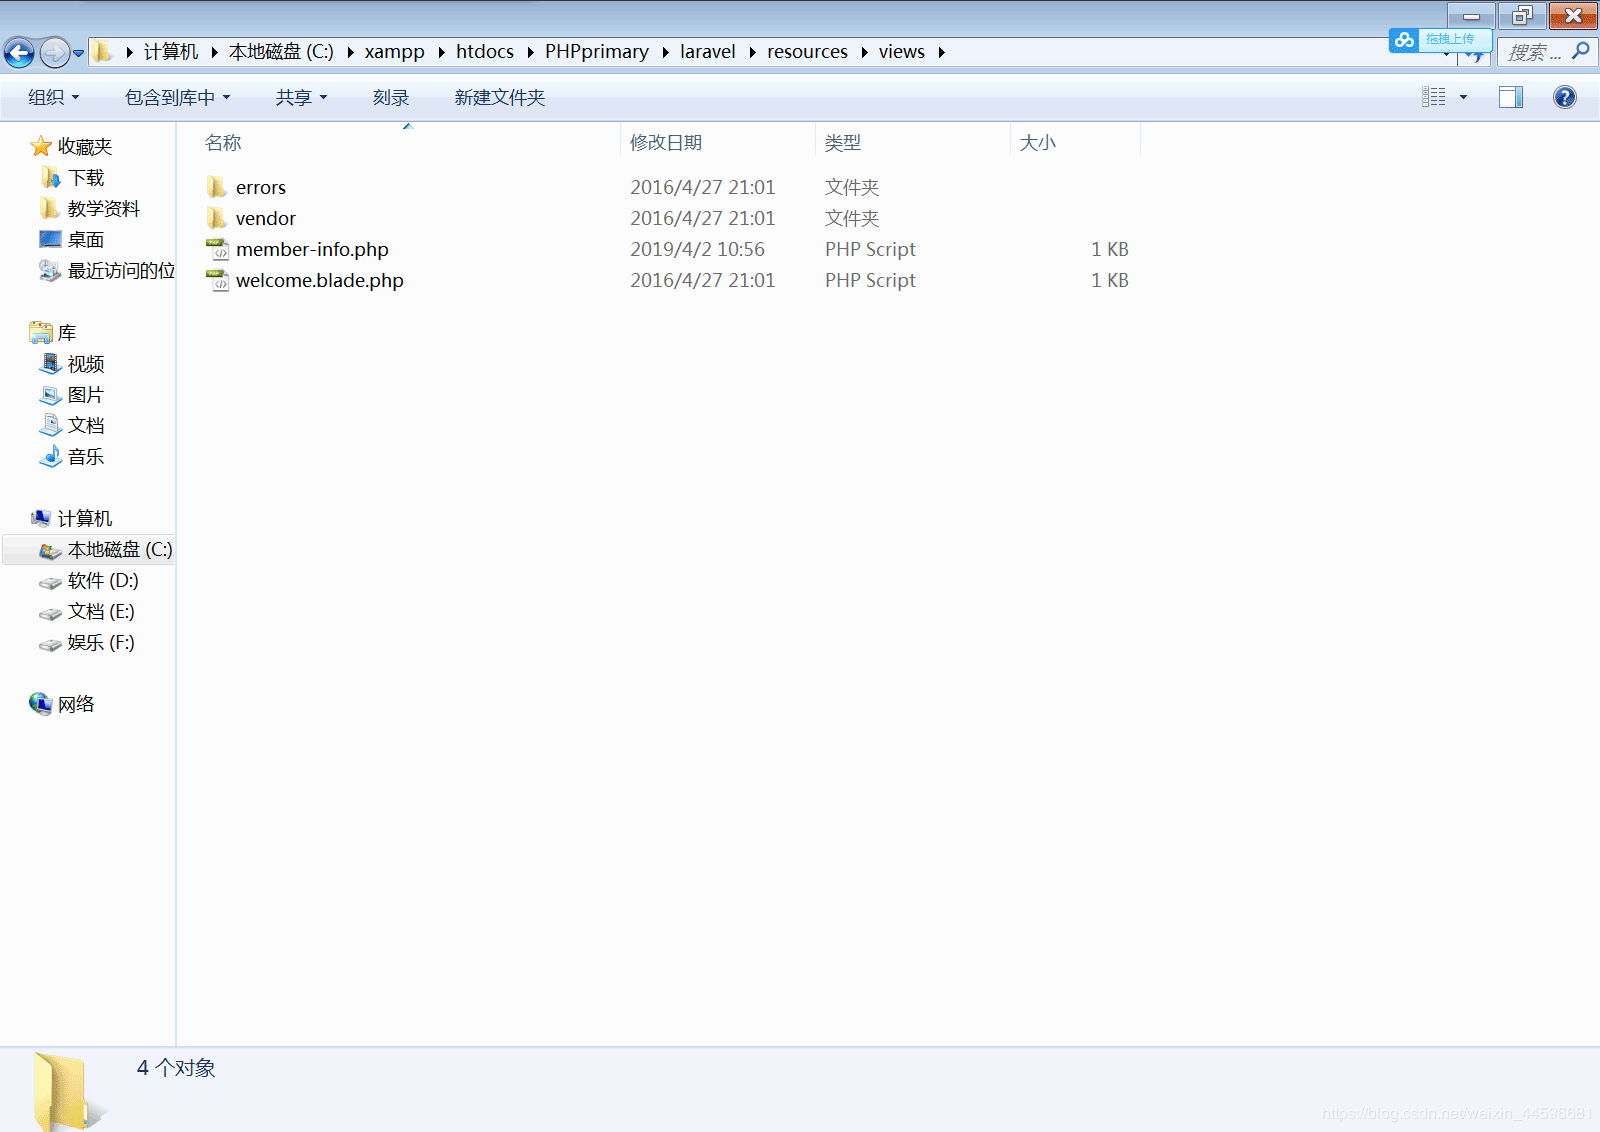 拖拽上传
计算机 本地磁盘 (C:) xampp htdocs PHPprimary laravel resources views 搜索 ...
组织 包含到库中 共享 刻录 新建文件夹
名称 修改日期 类型 大小
errors 2016/4/27 21:01 文件夹
vendor 2016/4/27 21:01 文件夹
member-info.php 2019/4/2 10:56 PHP Script 1 KB
welcome.blade.php 2016/4/27 21:01 PHP Script 1 KB
收藏夹
下载
教学资料
桌面
最近访问的位
库
视频
图片
文档
音乐
计算机
本地磁盘 (C:)
软件 (D:)
文档 (E:)
娱乐 (F:)
网络
4 个对象
https://blog.csdn.net/weixin_44596681